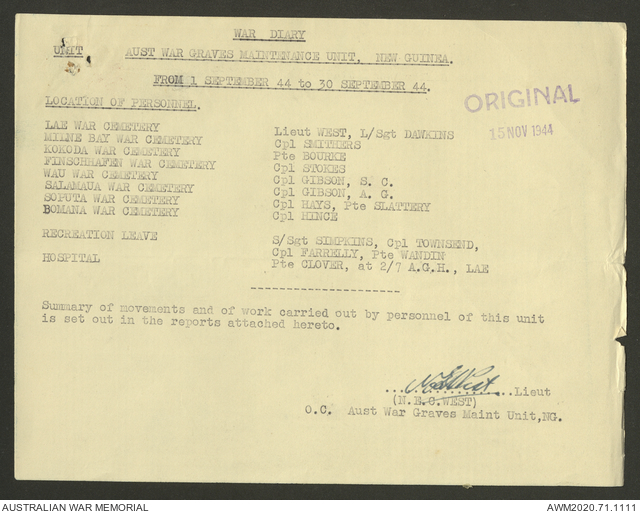 WAR DIARY
UNIT AUST WAR GRAVES MAINTENANCE UNIT, NEW GUINEA.
FROM 1 SEPTEMBER 44 to 30 SEPTEMBER 44.
ORIGINAL
15 NOV 1944
LOCATION OF PERSONNEL.
LAE WAR CEMETERY Lieut WEST, L/Sgt DAWKINS
MILNE BAY WAR CEMETERY Cpl SMITHERS
KOKODA WAR CEMETERY Pte BOURKE
FINSCHHAFEN WAR CEMETERY Cpl STOKES
WAU WAR CEMETERY Cpl GIBSON, S. C.
SALAMAUA WAR CEMETERY Cpl GIBSON, A. G.
SOPUTA WAR CEMETERY Cpl HAYS, Pte SLATTERY
BOMANA WAR CEMETERY Cpl HINCE
RECREATION LEAVE S/Sgt SIMPKINS, Cpl TOWNSEND,
Cpl FARRELLY, Pte WANDIN
HOSPITAL Pte CLOVER, at 2/7 A.G.H., LAE
Summary of movements and of work carried out by personnel of this unit
is set out in the reports attached hereto.
N E West Lieut
(N.E.C.WEST)
O.C. Aust War Graves Maint Unit,NG.
AUSTRALIAN WAR MEMORIAL AWM2020.71.1111